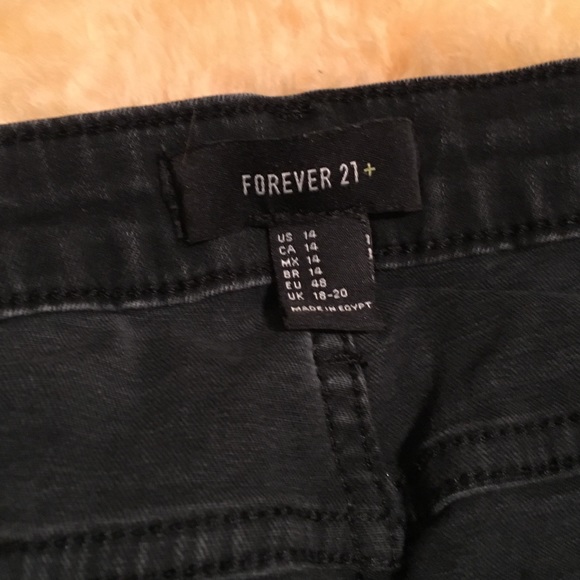 FOREVER 21+
US 14
CA 14
MX 14
BR 14
EU 48
UK 18-20
MADE IN EGYPT